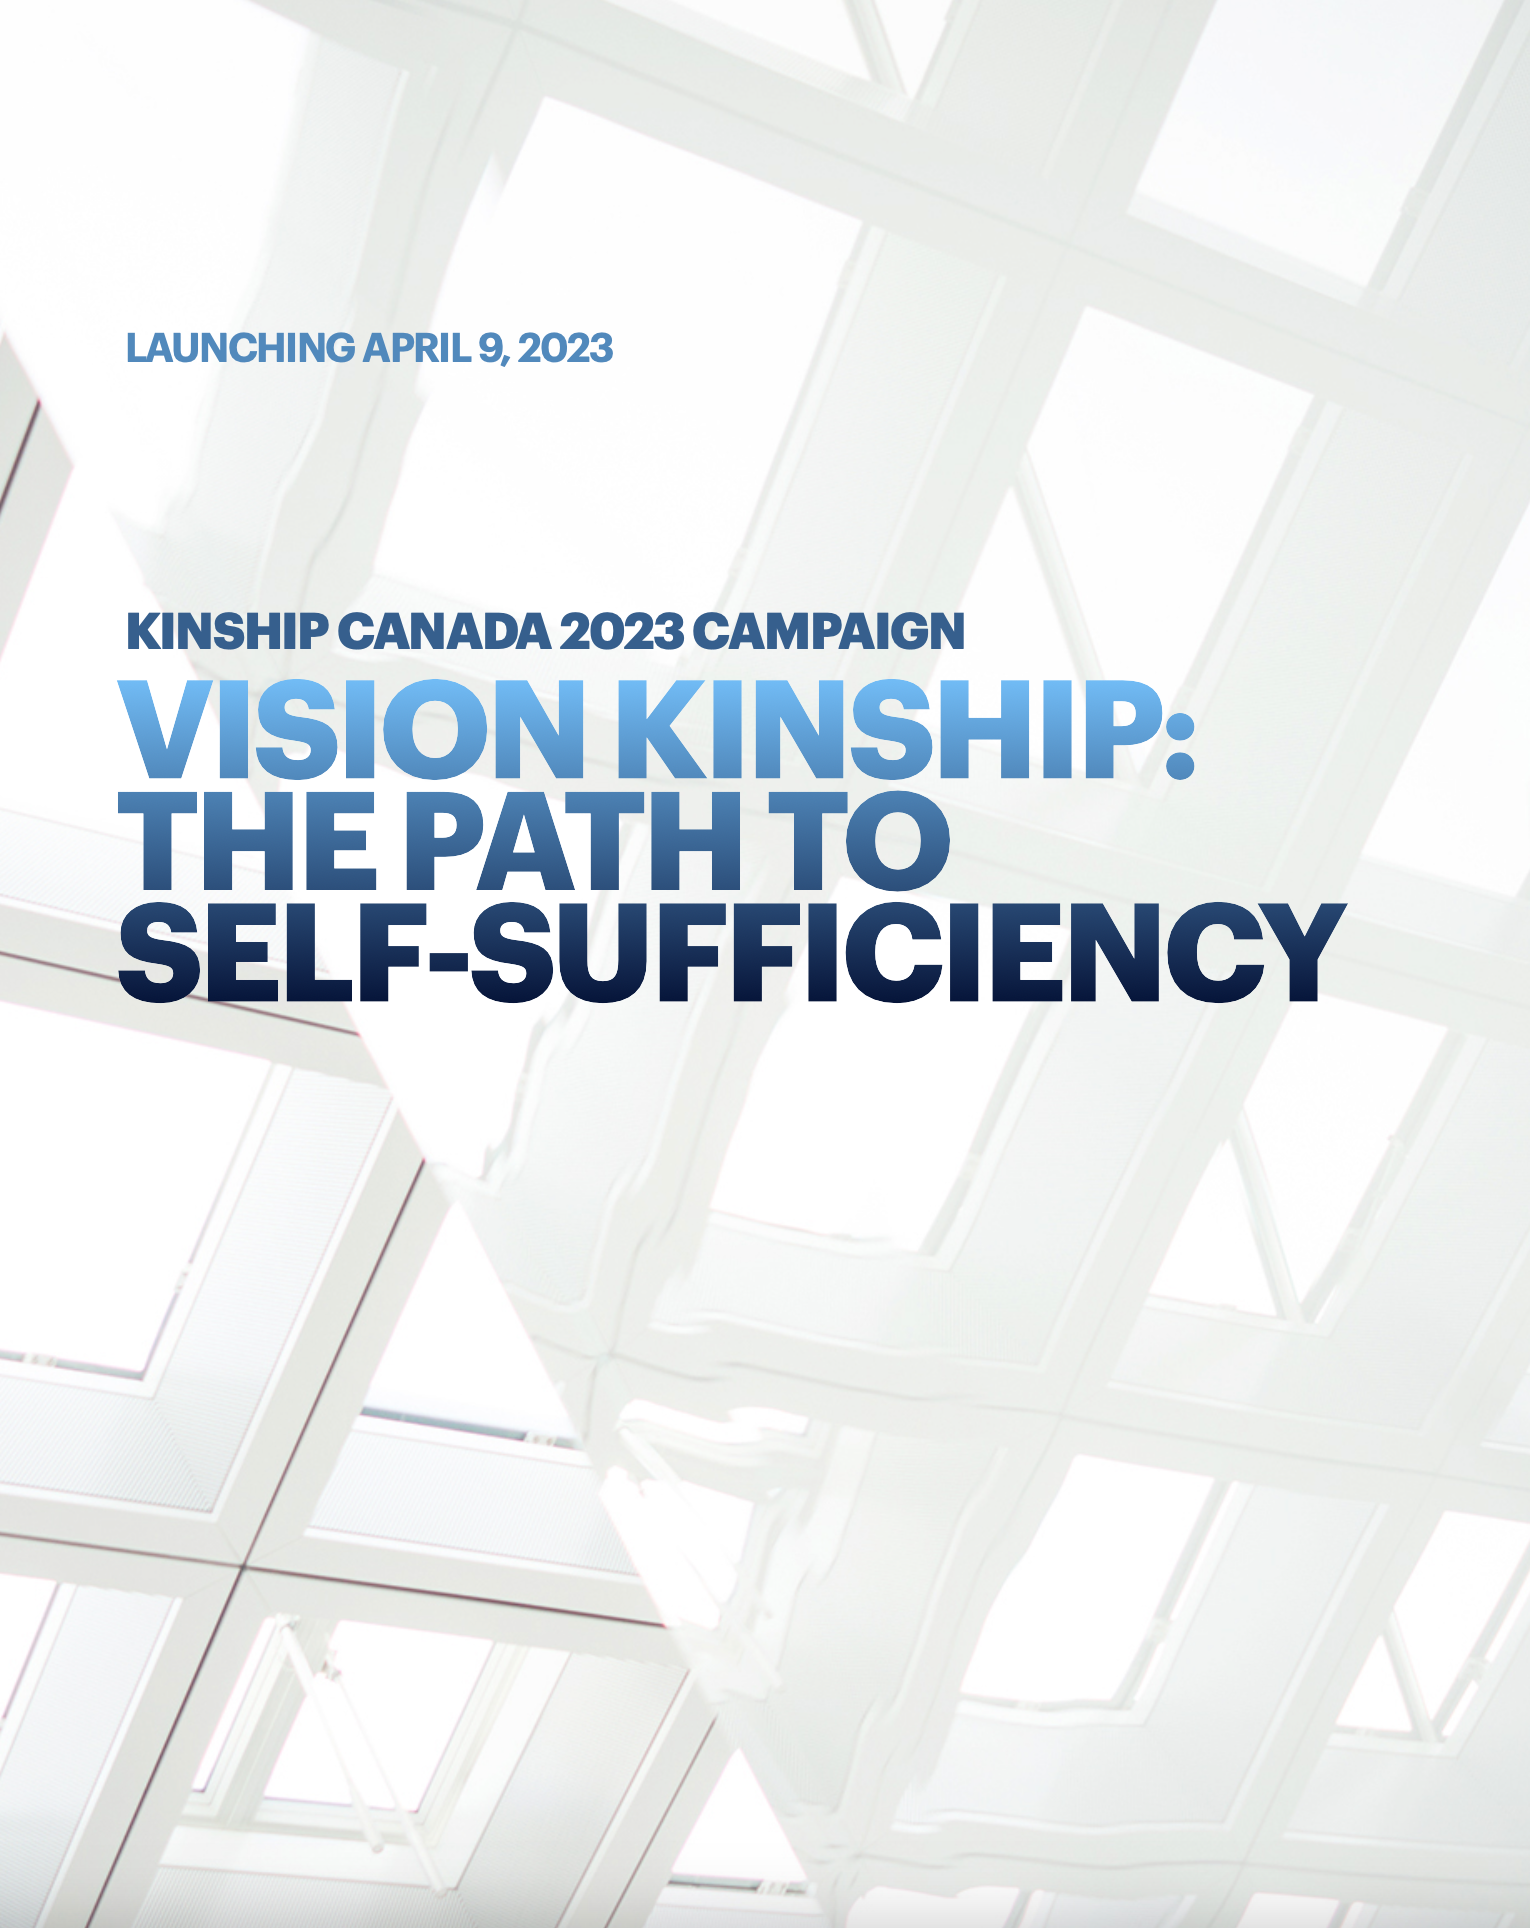 LAUNCHING APRIL 9, 2023
KINSHIP CANADA 2023 CAMPAIGN
VISION KINSHIP:
THE PATH TO
SELF-SUFFICIENCY